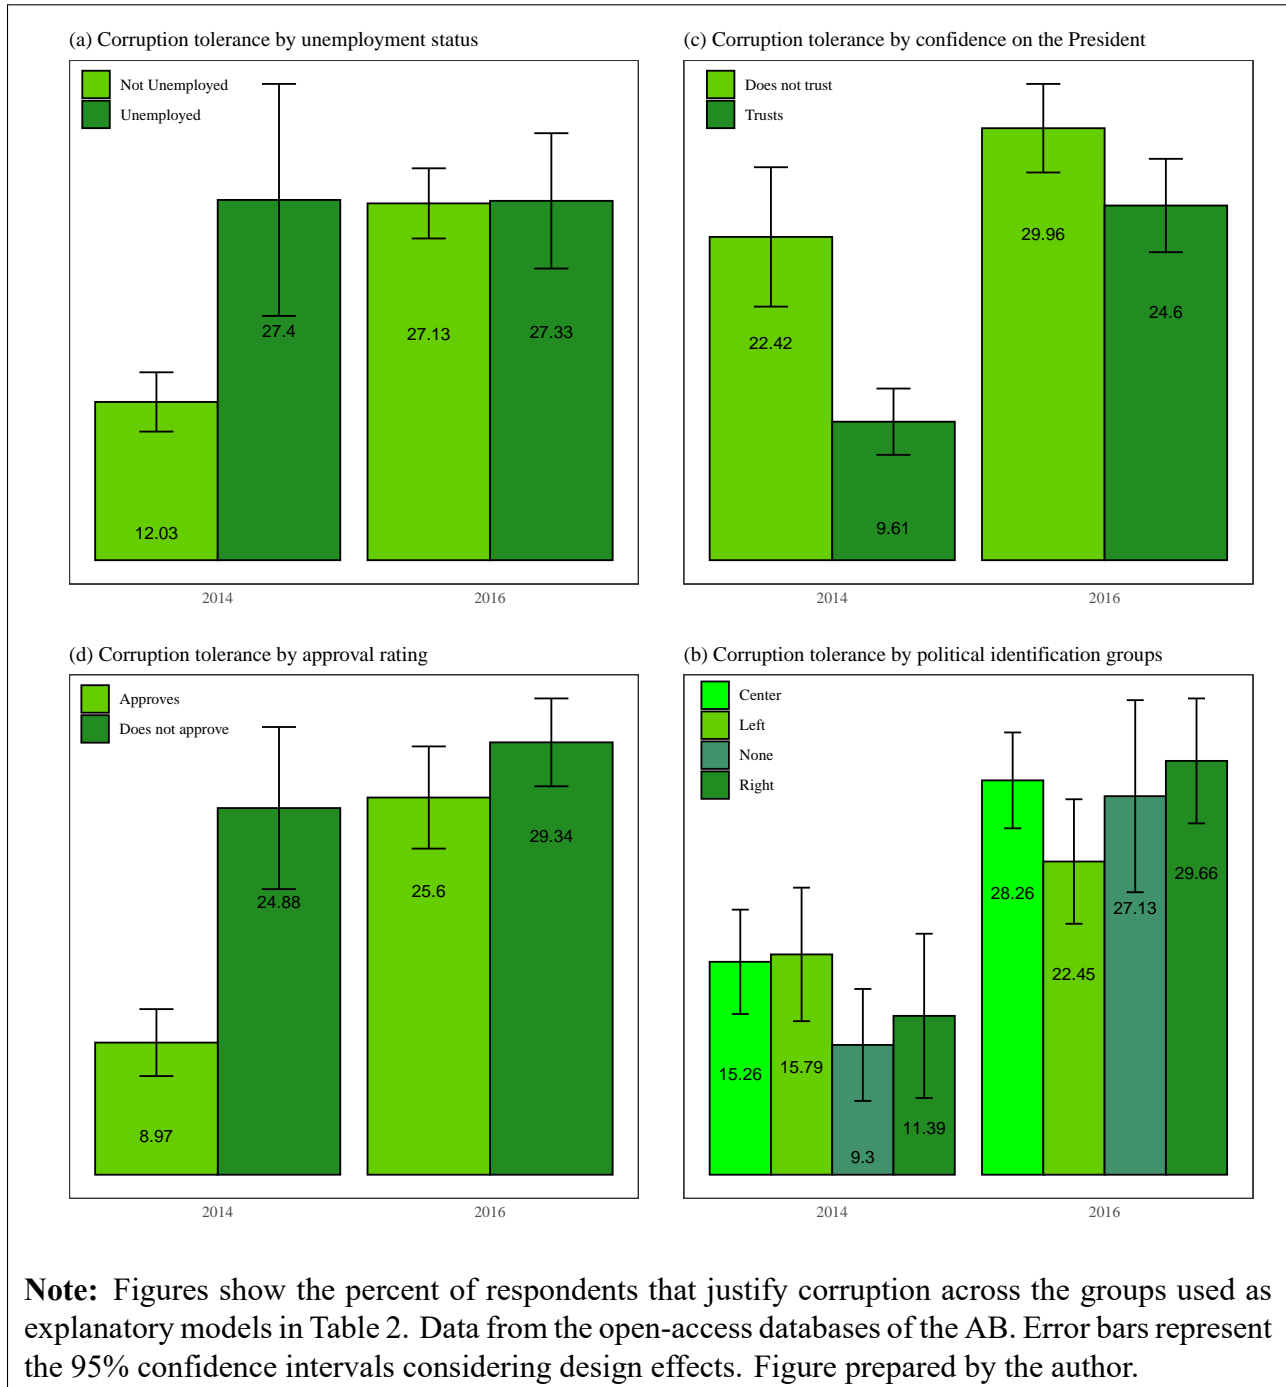 (a) Corruption tolerance by unemployment status
Not Unemployed
Unemployed
12.03
27.4
27.13
27.33
2014
2016
(c) Corruption tolerance by confidence on the President
Does not trust
Trusts
22.42
9.61
29.96
24.6
2014
2016
(d) Corruption tolerance by approval rating
Approves
Does not approve
8.97
24.88
25.6
29.34
2014
2016
(b) Corruption tolerance by political identification groups
Center
Left
None
Right
15.26
15.79
9.3
11.39
28.26
22.45
27.13
29.66
2014
2016
Note: Figures show the percent of respondents that justify corruption across the groups used as
explanatory models in Table 2. Data from the open-access databases of the AB. Error bars represent
the 95% confidence intervals considering design effects. Figure prepared by the author.